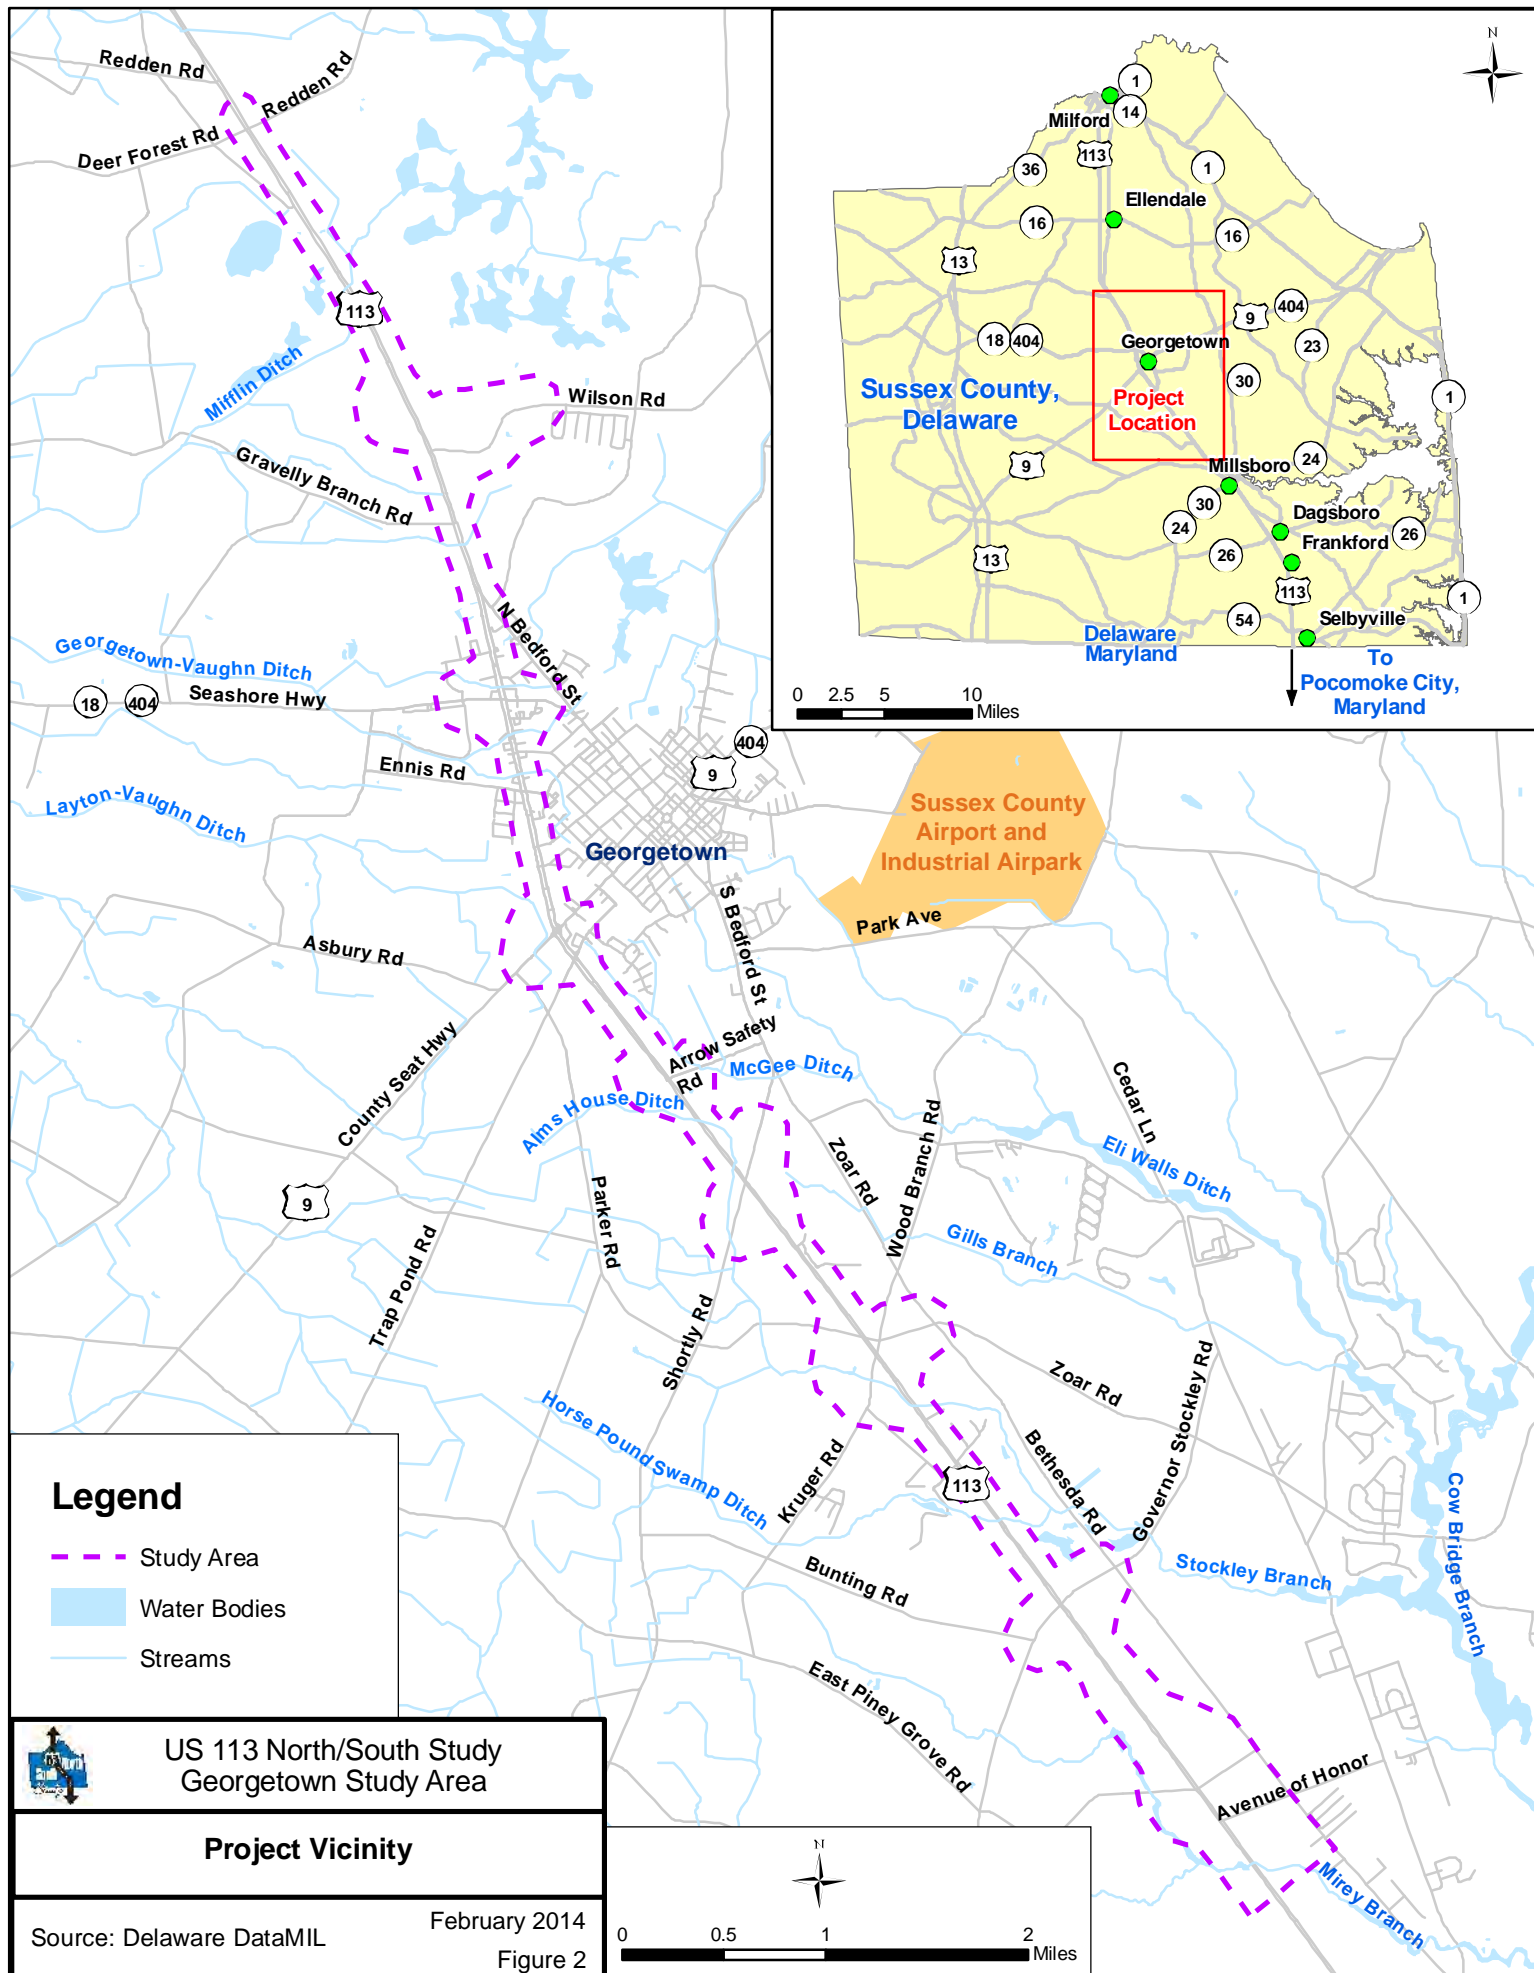 Redden Rd
Redden Rd
Deer Forest Rd
113
Mifflin Ditch
Wilson Rd
Gravelly Branch Rd
N Bedford St
Georgetown-Vaughn Ditch
18
404
Seashore Hwy
Ennis Rd
404
9
Layton-Vaughn Ditch
Georgetown
Sussex County
Airport and
Industrial Airpark
S Bedford St
Park Ave
Asbury Rd
County Seat Hwy
Arrow Safety
Rd
McGee Ditch
Alms House Ditch
Cedar Ln
Zoar Rd
Wood Branch Rd
Eli Walls Ditch
9
Parker Rd
Gills Branch
Trap Pond Rd
Shortly Rd
Zoar Rd
Governor Stockley Rd
Horse Pound Swamp Ditch
Kruger Rd
113
Bethesda Rd
Cow Bridge Branch
Bunting Rd
Stockley Branch
East Piney Grove Rd
Avenue of Honor
Mirey Branch
N
1
14
Milford
113
36
1
Ellendale
16
16
13
9
404
18
404
Georgetown
23
30
Sussex County,
Delaware
Project
Location
1
9
Millsboro
24
30
Dagsboro
24
26
26
Frankford
13
113
1
54
Selbyville
Delaware
Maryland
To
Pocomoke City,
Maryland
0 2.5 5 10
Miles
Legend
Study Area
Water Bodies
Streams
US 113 North/South Study
Georgetown Study Area
Project Vicinity
Source: Delaware DataMIL
February 2014
Figure 2
N
0 0.5 1 2
Miles